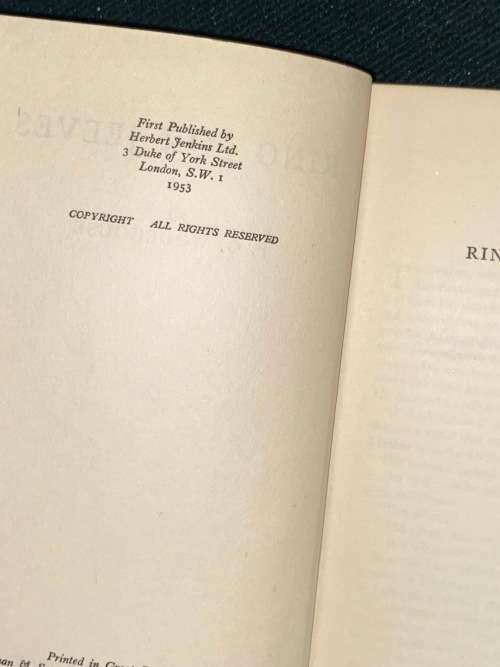 First Published by
Herbert Jenkins Ltd.
3 Duke of York Street
London, S.W. 1
1953
COPYRIGHT ALL RIGHTS RESERVED
Printed in
RIN